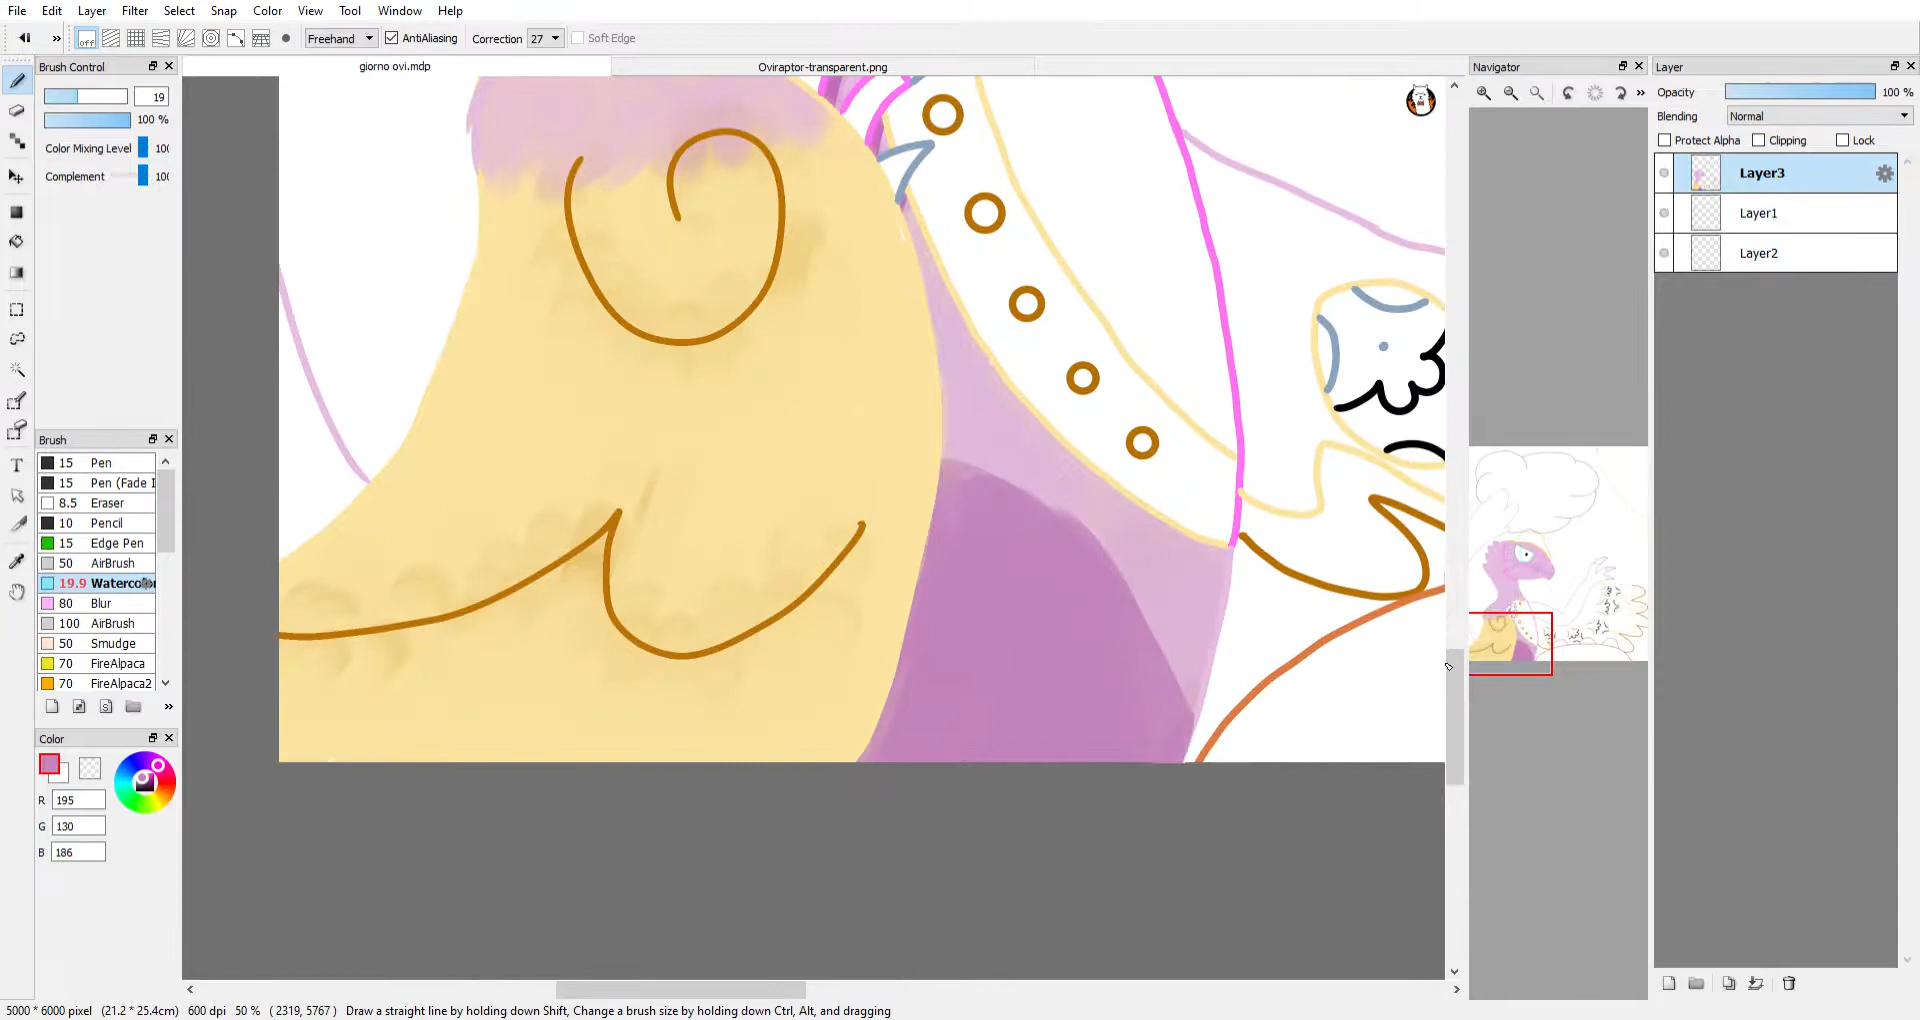 File Edit Layer Filter Select Snap Color View Tool Window Help
off Freehand AntiAliasing Correction 27 Soft Edge
Brush Control
giorno ovi.mdp
Oviraptor-transparent.png
Navigator
Layer
19
100 %
Color Mixing Level 100
Complement 100
Opacity 100 %
Blending Normal
Protect Alpha Clipping Lock
Layer3
Layer1
Layer2
Brush
15 Pen
15 Pen (Fade I
8.5 Eraser
10 Pencil
15 Edge Pen
50 AirBrush
19.9 Watercolor
80 Blur
100 AirBrush
50 Smudge
70 FireAlpaca
70 FireAlpaca2
Color
R 195
G 130
B 186
5000 * 6000 pixel (21.2 * 25.4cm) 600 dpi 50 % ( 2319, 5767 ) Draw a straight line by holding down Shift, Change a brush size by holding down Ctrl, Alt, and dragging